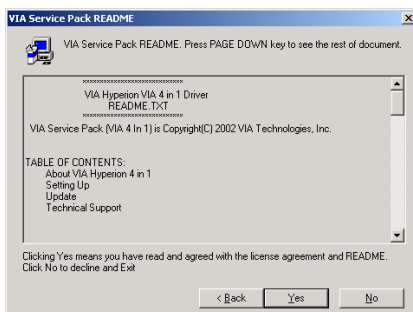 VIA Service Pack README
VIA Service Pack README. Press PAGE DOWN key to see the rest of document.
××××××××××××××××××××××××××××
VIA Hyperion VIA 4 in 1 Driver
README.TXT
××××××××××××××××××××××××××××
VIA Service Pack (VIA 4 In 1) is Copyright(C) 2002 VIA Technologies, Inc.
TABLE OF CONTENTS:
About VIA Hyperion 4 in 1
Setting Up
Update
Technical Support
Clicking Yes means you have read and agreed with the license agreement and README.
Click No to decline and Exit
< Back
Yes
No